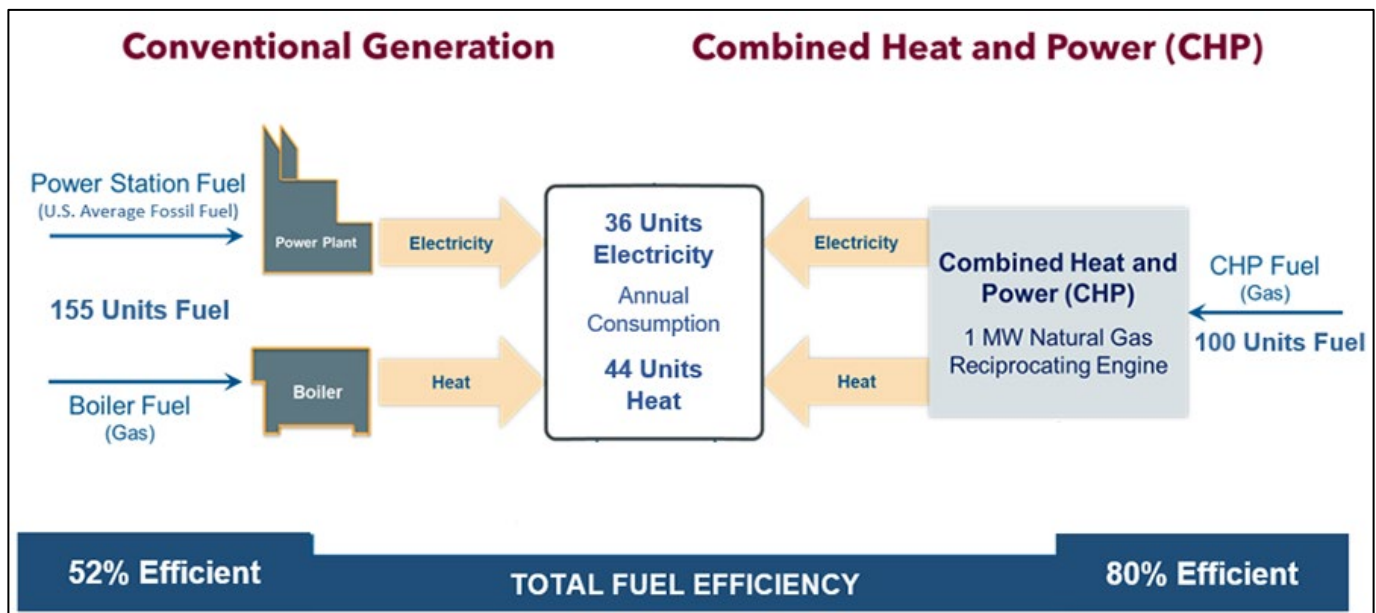 Conventional Generation
Combined Heat and Power (CHP)
Power Station Fuel
(U.S. Average Fossil Fuel)
Power Plant
Electricity
155 Units Fuel
Boiler Fuel
(Gas)
Boiler
Heat
36 Units
Electricity
Annual
Consumption
44 Units
Heat
Electricity
Heat
Combined Heat and
Power (CHP)
1 MW Natural Gas
Reciprocating Engine
CHP Fuel
(Gas)
100 Units Fuel
52% Efficient
TOTAL FUEL EFFICIENCY
80% Efficient